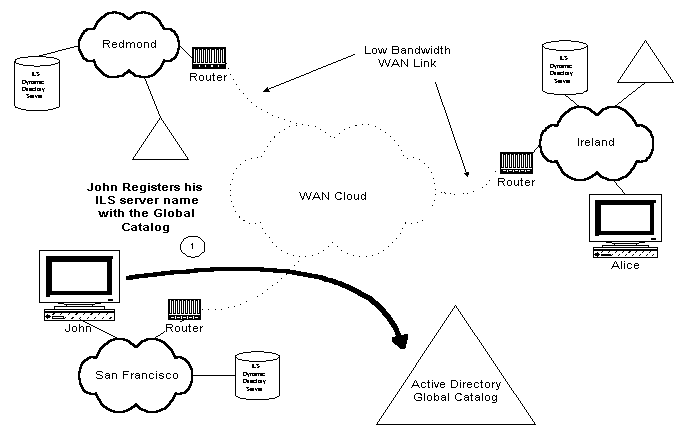 Redmond
ILS
Dynamic
Directory
Server
Router
Low Bandwidth
WAN Link
ILS
Dynamic
Directory
Server
Ireland
Router
WAN Cloud
Alice
John Registers his
ILS server name
with the Global
Catalog
1
John
Router
San Francisco
ILS
Dynamic
Directory
Server
Active Directory
Global Catalog